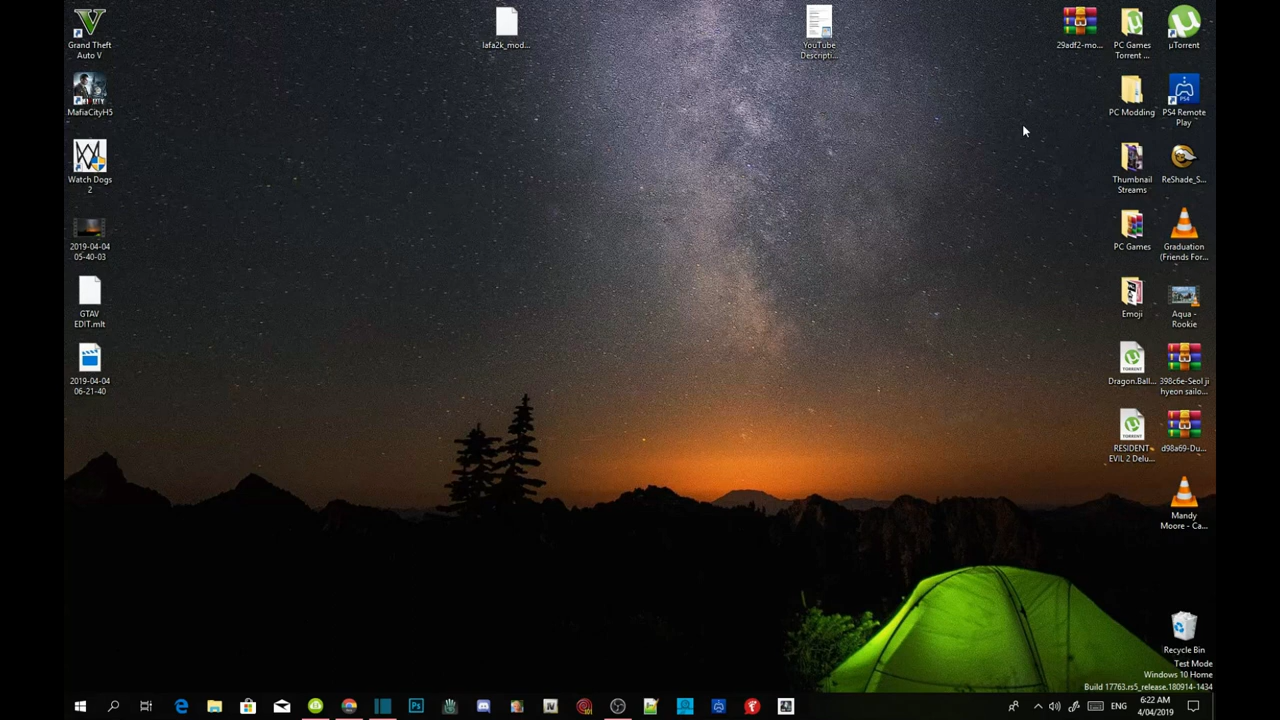 Grand Theft
Auto V
MafiaCityH5
Watch Dogs
2
2019-04-04
05-40-03
GTAV
EDIT.mlt
2019-04-04
06-21-40
lafa2k_mod...
YouTube
Descripti...
29adf2-mo...
PC Games
Torrent ...
µTorrent
PC Modding
PS4 Remote
Play
Thumbnail
Streams
ReShade_S...
PC Games
Graduation
(Friends For...
Emoji
Aqua -
Rookie
Dragon.Ball...
398c6e-Seol ji
hyeon sailo...
RESIDENT
EVIL 2 Delu...
d98a69-Du...
Mandy
Moore - Ca...
Recycle Bin
Test Mode
Windows 10 Home
Build 17763.rs5_release.180914-1434
ENG
6:22 AM
4/04/2019